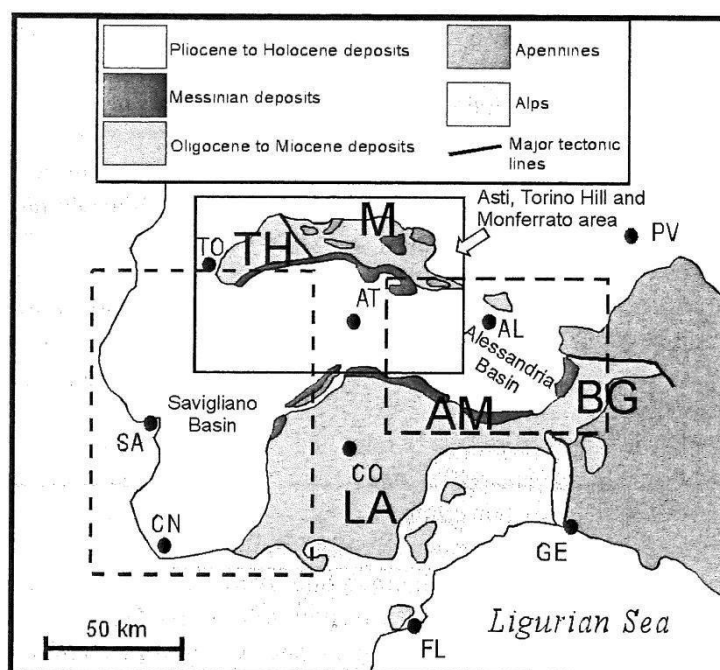 Pliocene to Holocene deposits
Messinian deposits
Oligocene to Miocene deposits
Apennines
Alps
Major tectonic
lines
Asti, Torino Hill and
Monferrato area
M
TH
TO
PV
AT
AL
Alessandria
Basin
BG
Savigliano
Basin
AM
SA
CO
LA
CN
GE
50 km
FL
Ligurian Sea